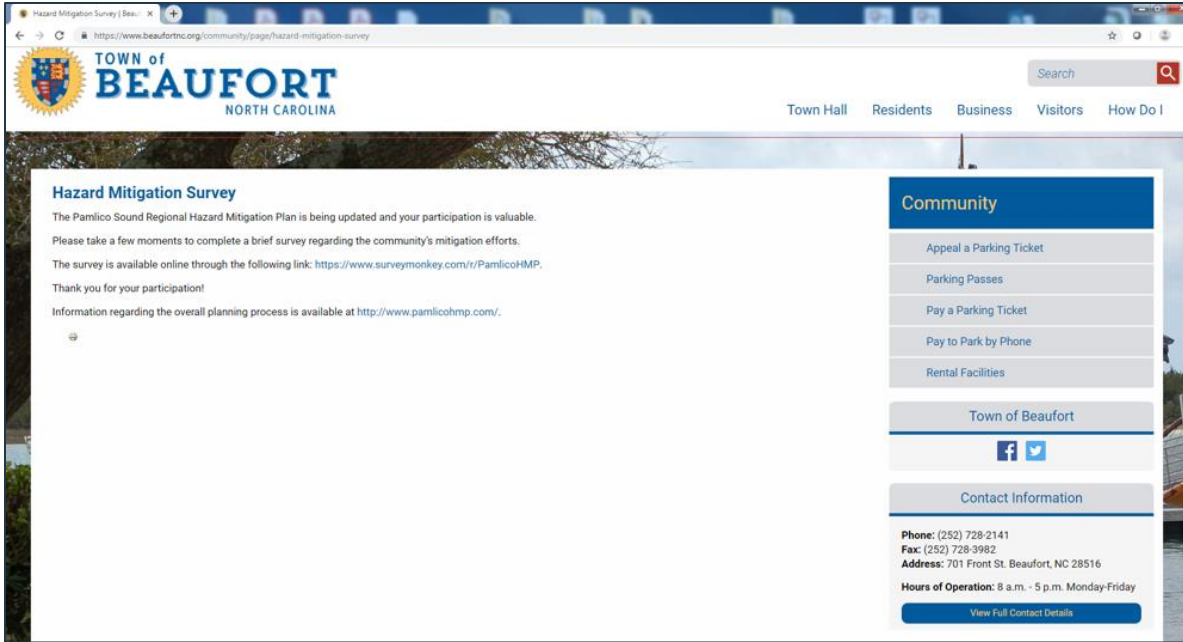 Hazard Mitigation Survey | Beau
https://www.beaufortnc.org/community/page/hazard-mitigation-survey
TOWN of
BEAUFORT
NORTH CAROLINA
Search
Town Hall Residents Business Visitors How Do I
Hazard Mitigation Survey
The Pamlico Sound Regional Hazard Mitigation Plan is being updated and your participation is valuable.
Please take a few moments to complete a brief survey regarding the community's mitigation efforts.
The survey is available online through the following link: https://www.surveymonkey.com/r/PamlicoHMP.
Thank you for your participation!
Information regarding the overall planning process is available at http://www.pamlicohmp.com/.
Community
Appeal a Parking Ticket
Parking Passes
Pay a Parking Ticket
Pay to Park by Phone
Rental Facilities
Town of Beaufort
Contact Information
Phone: (252) 728-2141
Fax: (252) 728-3982
Address: 701 Front St. Beaufort, NC 28516
Hours of Operation: 8 a.m. - 5 p.m. Monday-Friday
View Full Contact Details